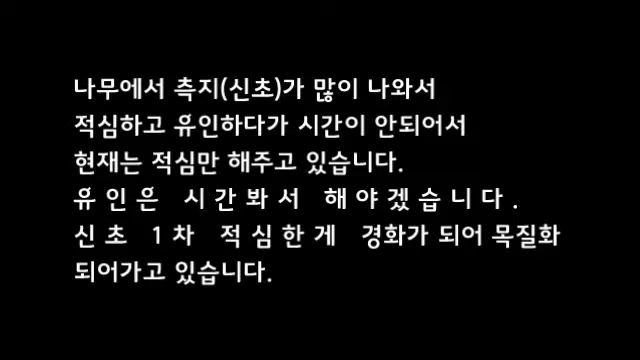 나무에서 측지(신초)가 많이 나와서
적심하고 유인하다가 시간이 안되어서
현재는 적심만 해주고 있습니다.
유 인 은 시 간 봐 서 해 야 겠 습 니 다 .
신 초 1 차 적 심 한 게 경화가 되어 목질화
되어가고 있습니다.